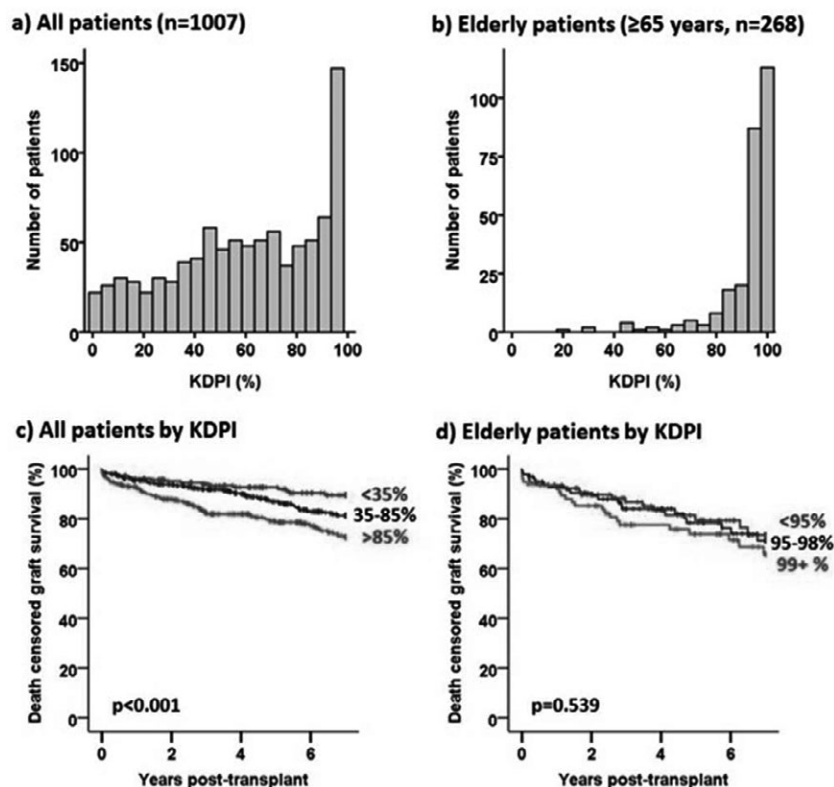 a) All patients (n=1007)
Number of patients
150
100
50
0
0 20 40 60 80 100
KDPI (%)
b) Elderly patients (≥65 years, n=268)
Number of patients
100
75
50
25
0
0 20 40 60 80 100
KDPI (%)
c) All patients by KDPI
Death censored graft survival (%)
100
80
60
40
20
0
<35%
35-85%
>85%
p<0.001
0 2 4 6
Years post-transplant
d) Elderly patients by KDPI
Death censored graft survival (%)
100
80
60
40
20
0
<95%
95-98%
99+ %
p=0.539
0 2 4 6
Years post-transplant